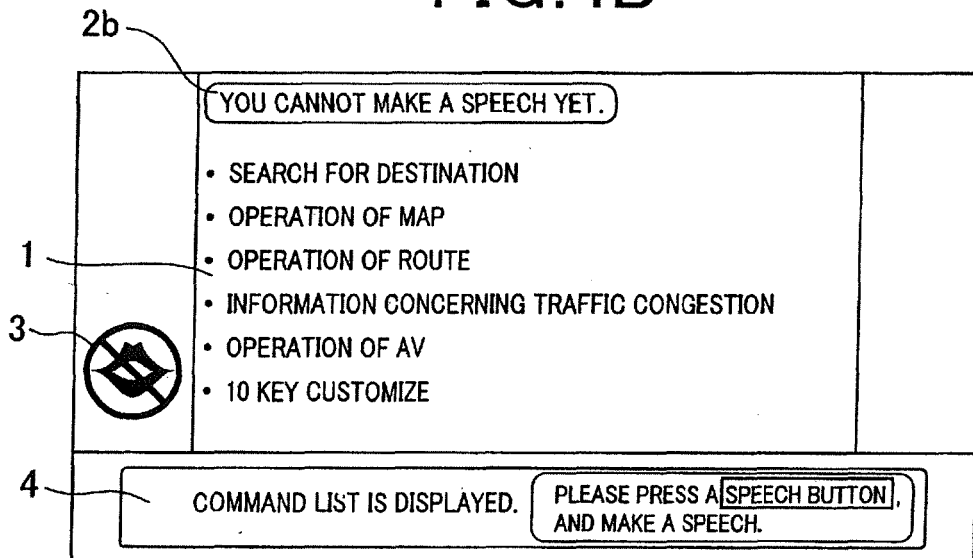 2b
YOU CANNOT MAKE A SPEECH YET.
• SEARCH FOR DESTINATION
• OPERATION OF MAP
1
• OPERATION OF ROUTE
• INFORMATION CONCERNING TRAFFIC CONGESTION
3
• OPERATION OF AV
• 10 KEY CUSTOMIZE
4
COMMAND LIST IS DISPLAYED.
PLEASE PRESS A SPEECH BUTTON,
AND MAKE A SPEECH.